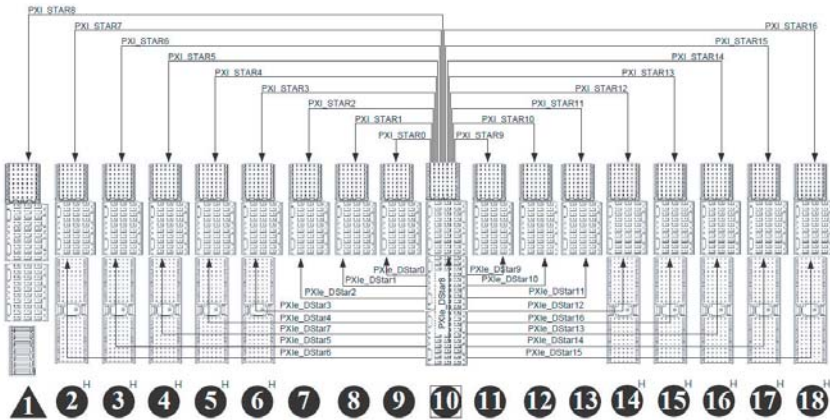 PXI_STAR8
PXI_STAR7 PXI_STAR16
PXI_STAR6 PXI_STAR15
PXI_STAR5 PXI_STAR14
PXI_STAR4 PXI_STAR13
PXI_STAR3 PXI_STAR12
PXI_STAR2 PXI_STAR11
PXI_STAR1 PXI_STAR10
PXI_STAR0 PXI_STAR9
PXIe_DStar0 PXIe_DStar9
PXIe_DStar1 PXIe_DStar10
PXIe_DStar2 PXIe_DStar8 PXIe_DStar11
PXIe_DStar3 PXIe_DStar12
PXIe_DStar4 PXIe_DStar16
PXIe_DStar7 PXIe_DStar13
PXIe_DStar5 PXIe_DStar14
PXIe_DStar6 PXIe_DStar15
H H H H H H H H H H
1 2 3 4 5 6 7 8 9 10 11 12 13 14 15 16 17 18